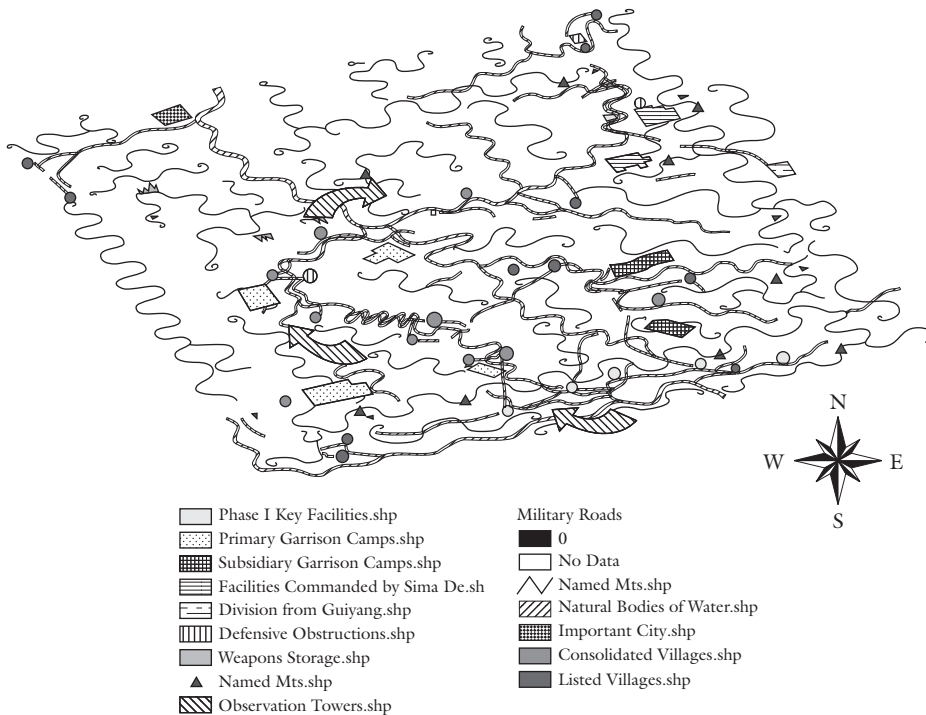 N
W E
S
Phase I Key Facilities.shp
Primary Garrison Camps.shp
Subsidiary Garrison Camps.shp
Facilities Commanded by Sima De.sh
Division from Guiyang.shp
Defensive Obstructions.shp
Weapons Storage.shp
Named Mts.shp
Observation Towers.shp
Military Roads
0
No Data
Named Mts.shp
Natural Bodies of Water.shp
Important City.shp
Consolidated Villages.shp
Listed Villages.shp